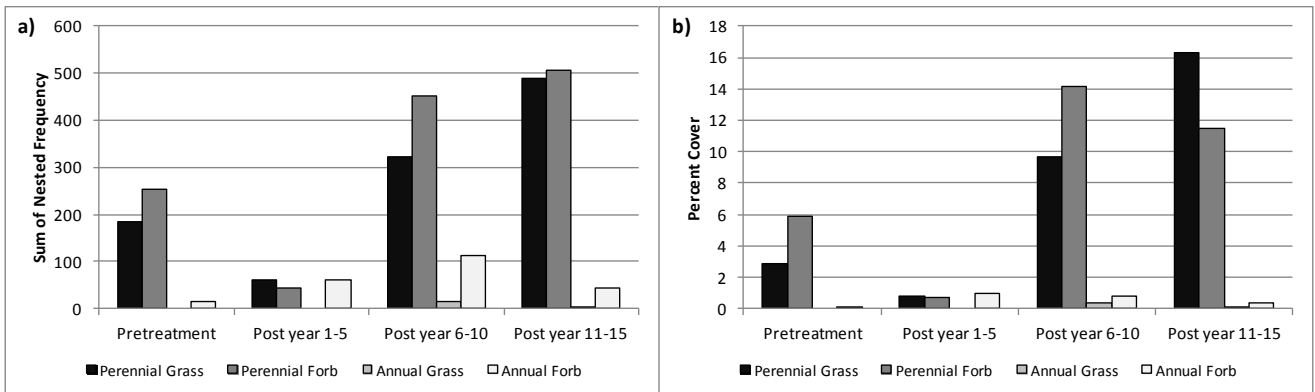 a)
Sum of Nested Frequency
600
500
400
300
200
100
0
Pretreatment Post year 1-5 Post year 6-10 Post year 11-15
Perennial Grass Perennial Forb Annual Grass Annual Forb
b)
Percent Cover
18
16
14
12
10
8
6
4
2
0
Pretreatment Post year 1-5 Post year 6-10 Post year 11-15
Perennial Grass Perennial Forb Annual Grass Annual Forb